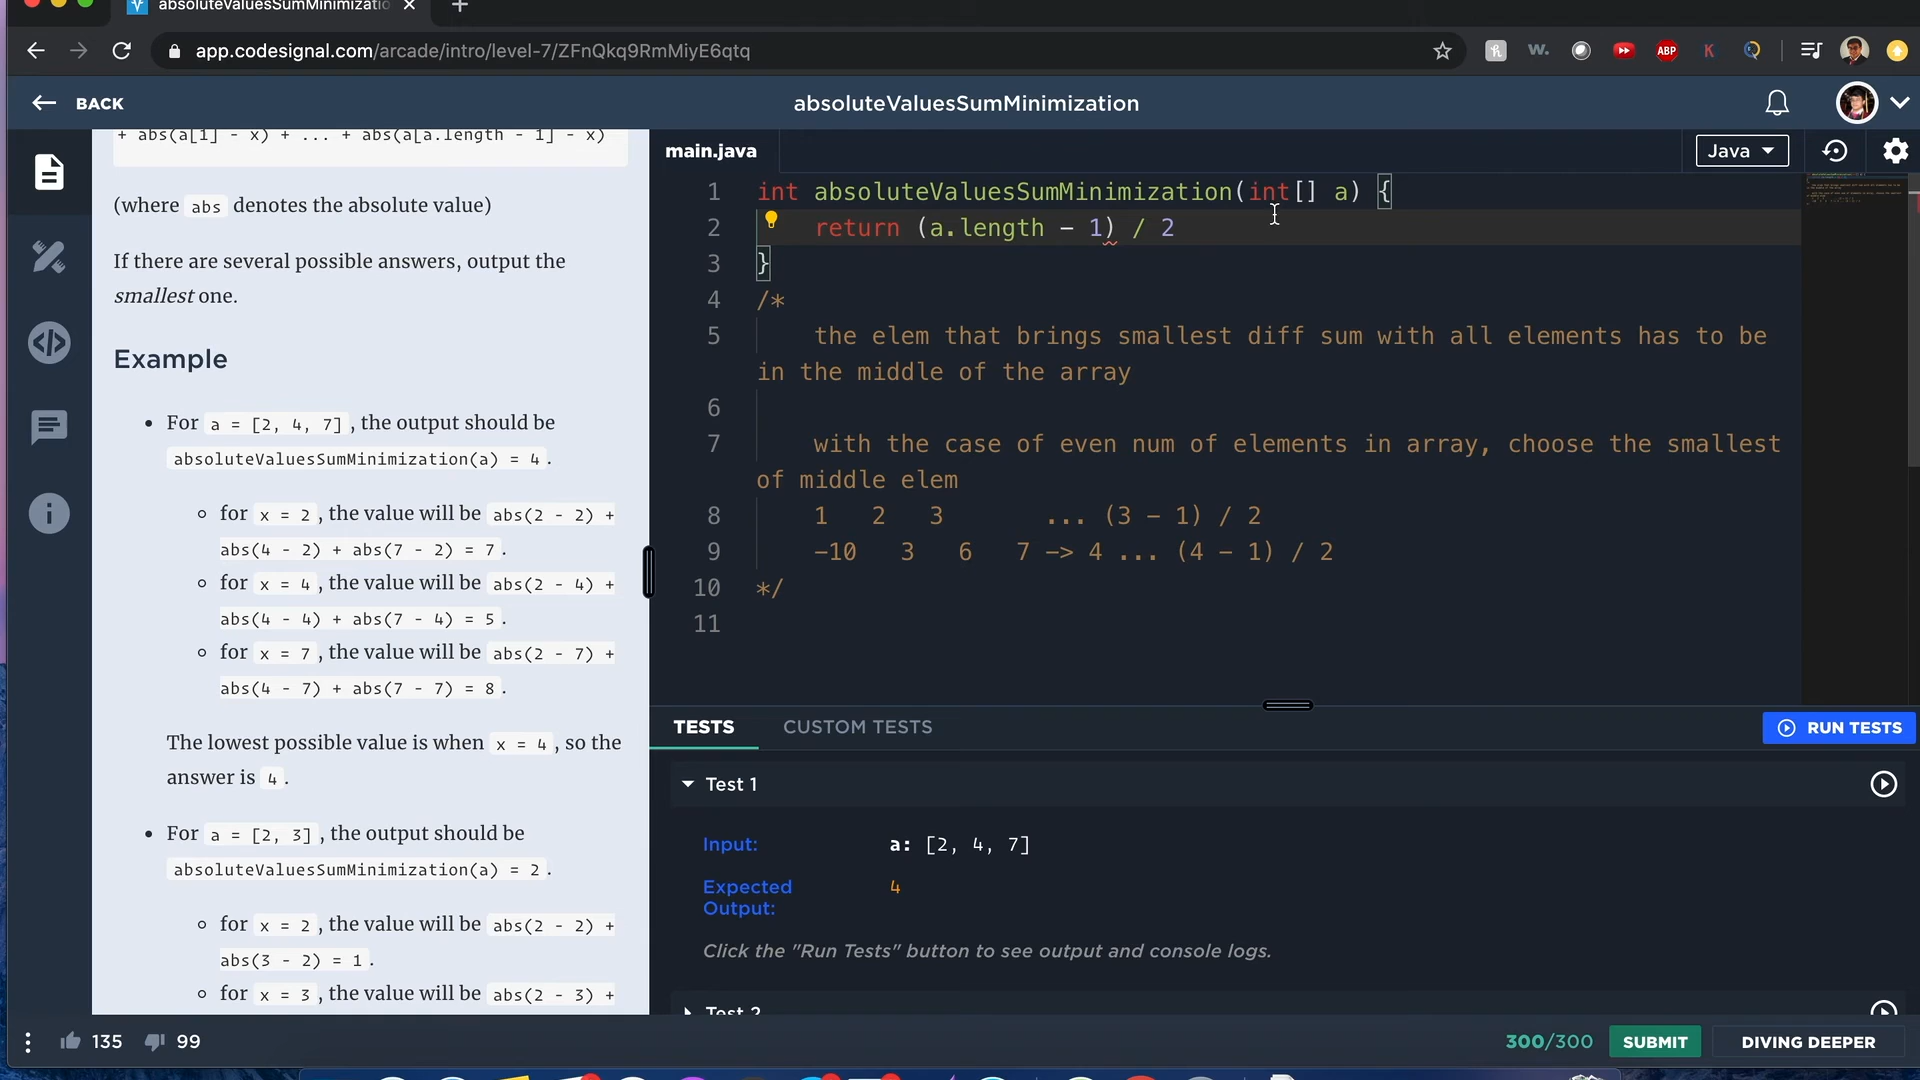 absoluteValuesSumMinimizatio
app.codesignal.com/arcade/intro/level-7/ZFnQkq9RmMiyE6qtq
W.
ABP
K
BACK
absoluteValuesSumMinimization
+ abs(a[1] - x) + ... + abs(a[a.length - 1] - x)
(where abs denotes the absolute value)
If there are several possible answers, output the
smallest one.
Example
• For a = [2, 4, 7], the output should be
absoluteValuesSumMinimization(a) = 4.
for x = 2, the value will be abs(2 - 2) +
abs(4 - 2) + abs(7 - 2) = 7.
for x = 4, the value will be abs(2 - 4) +
abs(4 - 4) + abs(7 - 4) = 5.
for x = 7, the value will be abs(2 - 7) +
abs(4 - 7) + abs(7 - 7) = 8.
The lowest possible value is when x = 4, so the
answer is 4.
• For a = [2, 3], the output should be
absoluteValuesSumMinimization(a) = 2.
for x = 2, the value will be abs(2 - 2) +
abs(3 - 2) = 1.
for x = 3, the value will be abs(2 - 3) +
135 99
main.java
Java
1 int absoluteValuesSumMinimization(int[] a) {
2 return (a.length - 1) / 2
3 }
4 /*
5 the elem that brings smallest diff sum with all elements has to be
in the middle of the array
6
7 with the case of even num of elements in array, choose the smallest
of middle elem
8 1 2 3 ... (3 - 1) / 2
9 -10 3 6 7 -> 4 ... (4 - 1) / 2
10 */
11
TESTS CUSTOM TESTS
RUN TESTS
Test 1
Input: a: [2, 4, 7]
Expected 4
Output:
Click the "Run Tests" button to see output and console logs.
Test 2
300/300
SUBMIT
DIVING DEEPER